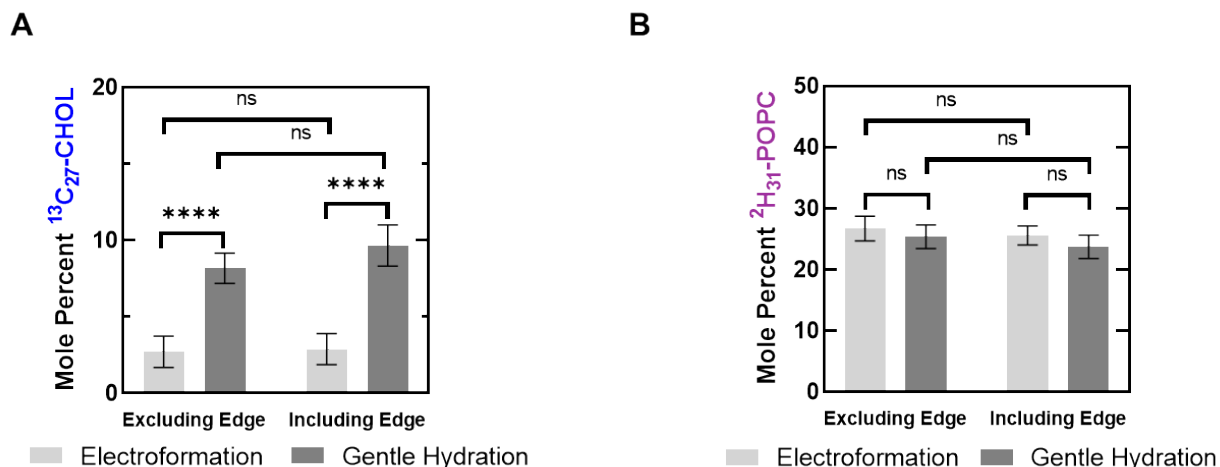 A
Mole Percent ¹³C₂₇-CHOL
20
10
0
ns
ns
****
****
Excluding Edge
Including Edge
Electroformation
Gentle Hydration
B
Mole Percent ²H₃₁-POPC
50
40
30
20
10
0
ns
ns
ns
ns
Excluding Edge
Including Edge
Electroformation
Gentle Hydration